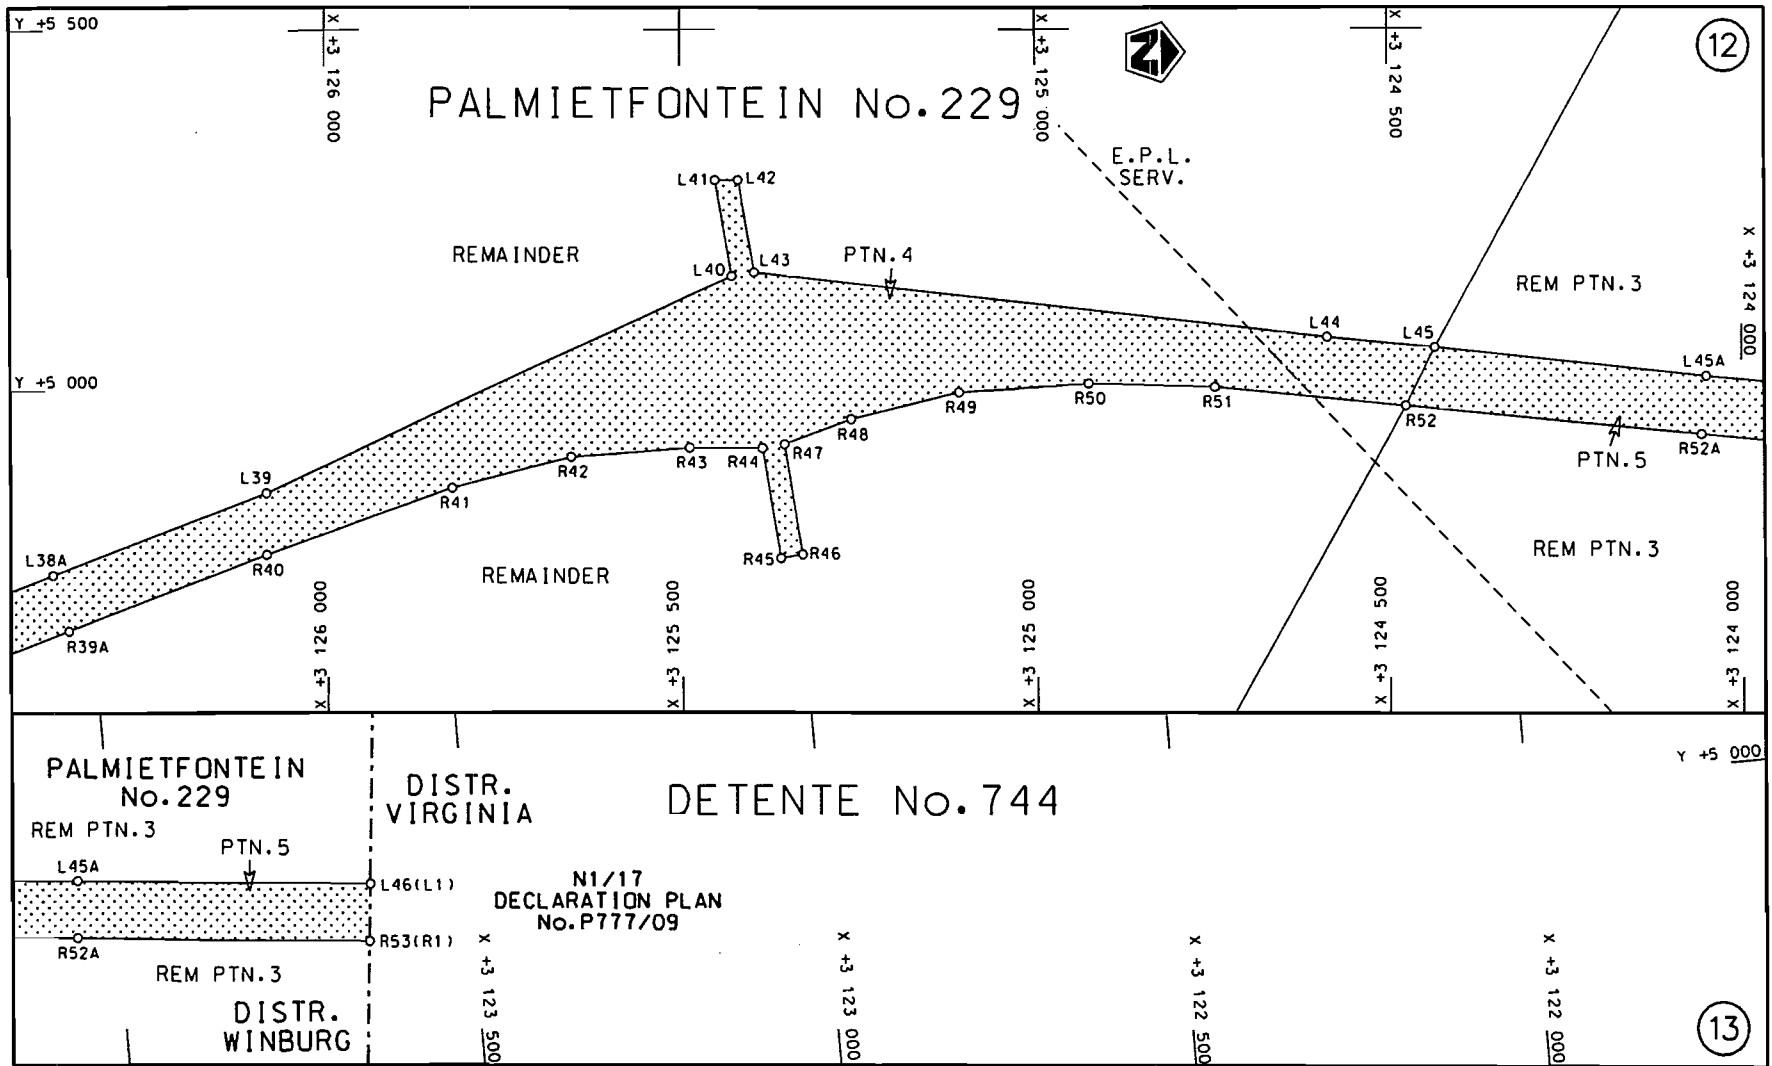 Y +5 500
X +3 126 000
X +3 125 000
X +3 124 500
12
N
PALMIETFONTEIN No.229
E.P.L.
SERV.
L41
L42
REMAINDER
L40
L43
PTN.4
X +3 124 000
REM PTN.3
L44
L45
L45A
Y +5 000
R49
R50
R51
R52
R48
R52A
R47
R44
R43
R42
PTN.5
L39
R41
R45
R46
REM PTN.3
L38A
R40
REMAINDER
R39A
X +3 126 000
X +3 125 500
X +3 125 000
X +3 124 500
X +3 124 000
Y +5 000
PALMIETFONTEIN
No.229
DISTR.
VIRGINIA
DETENTE No.744
REM PTN.3
PTN.5
L45A
L46(L1)
N1/17
DECLARATION PLAN
No.P777/09
R52A
R53(R1)
REM PTN.3
DISTR.
WINBURG
X +3 123 500
X +3 123 000
X +3 122 500
X +3 122 000
13